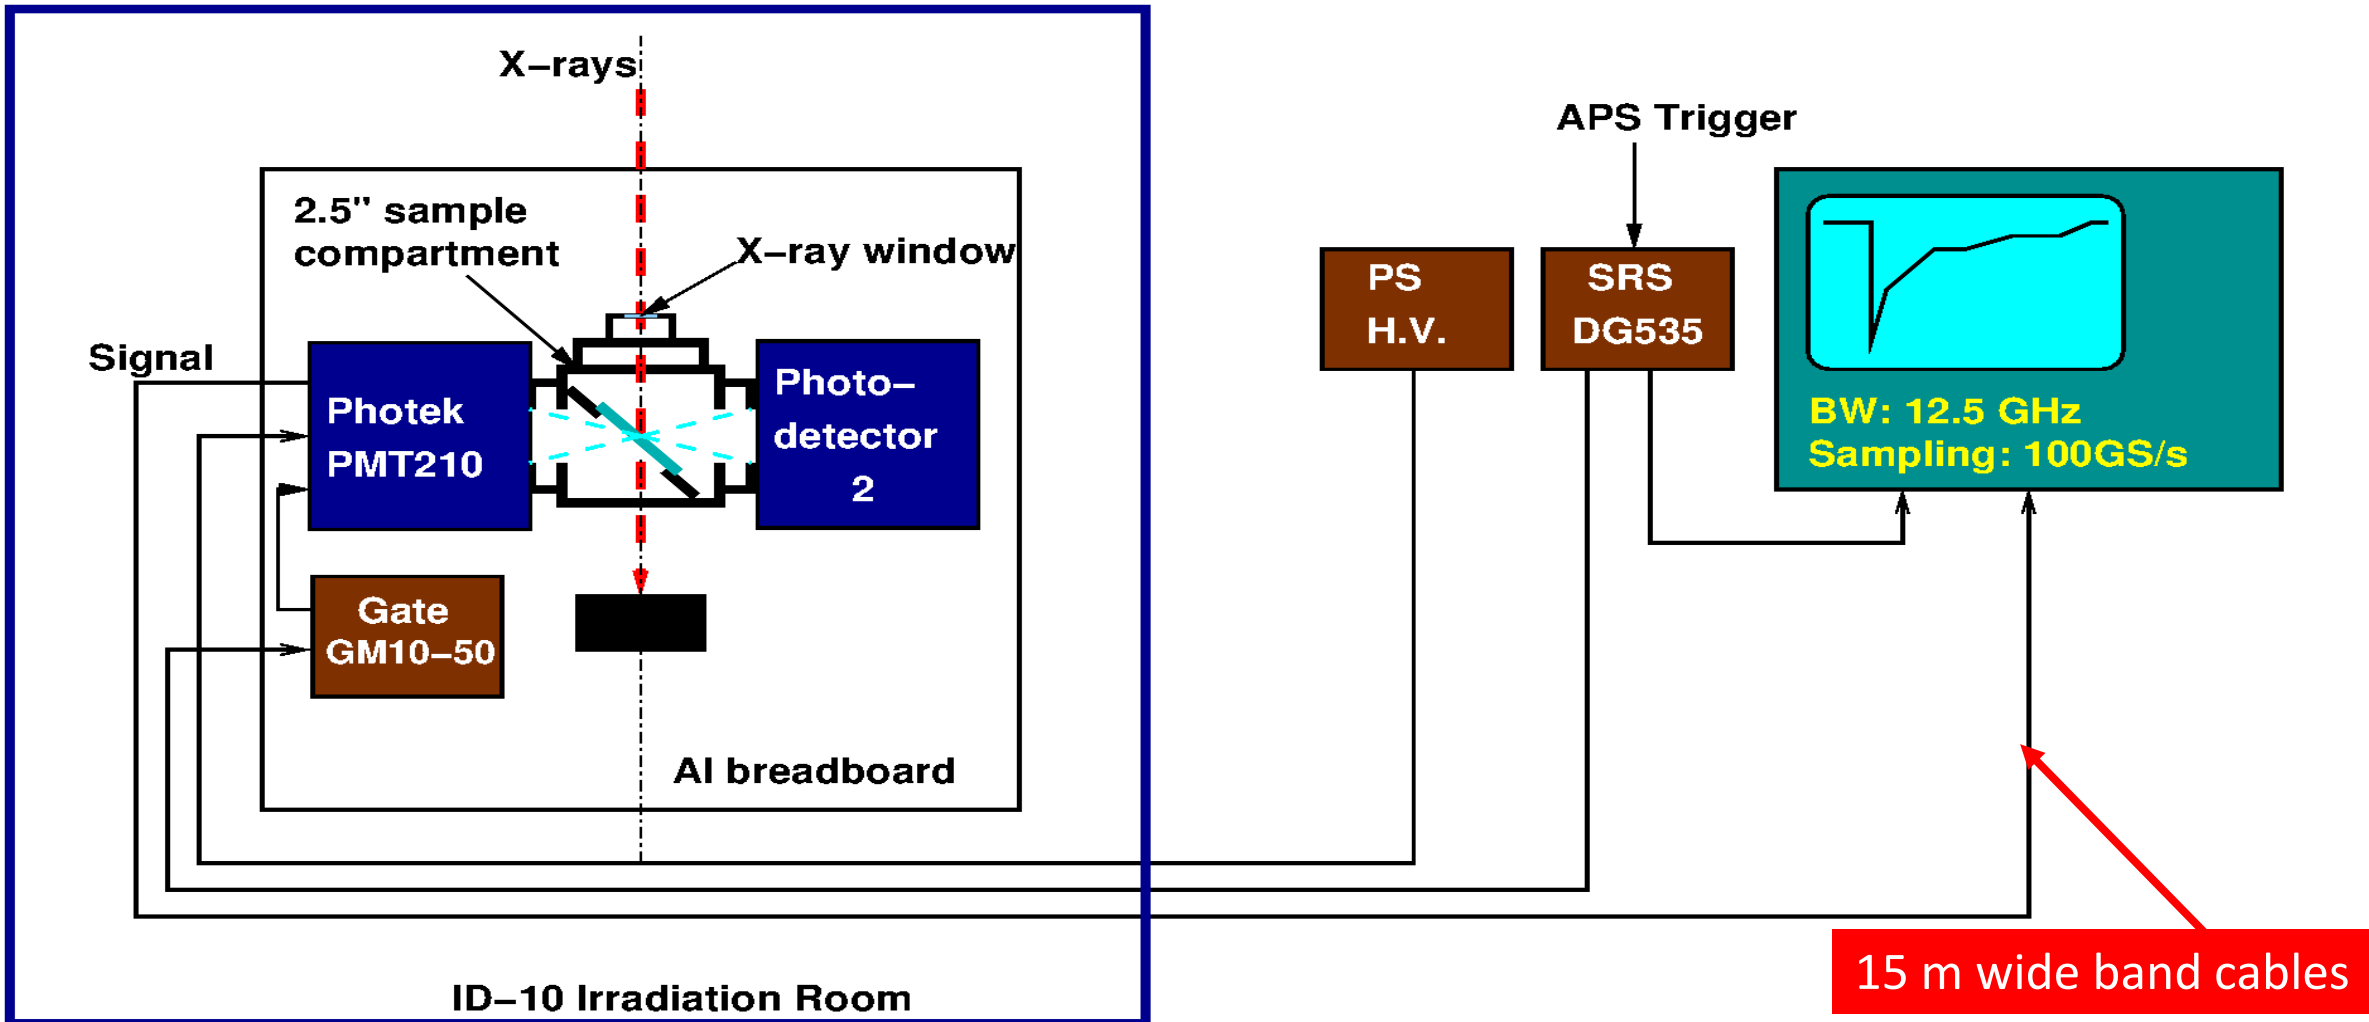 X–rays
APS Trigger
2.5" sample
compartment
X–ray window
PS
H.V.
SRS
DG535
Signal
Photek
PMT210
Photo–
detector
2
BW: 12.5 GHz
Sampling: 100GS/s
Gate
GM10–50
Al breadboard
15 m wide band cables
ID–10 Irradiation Room